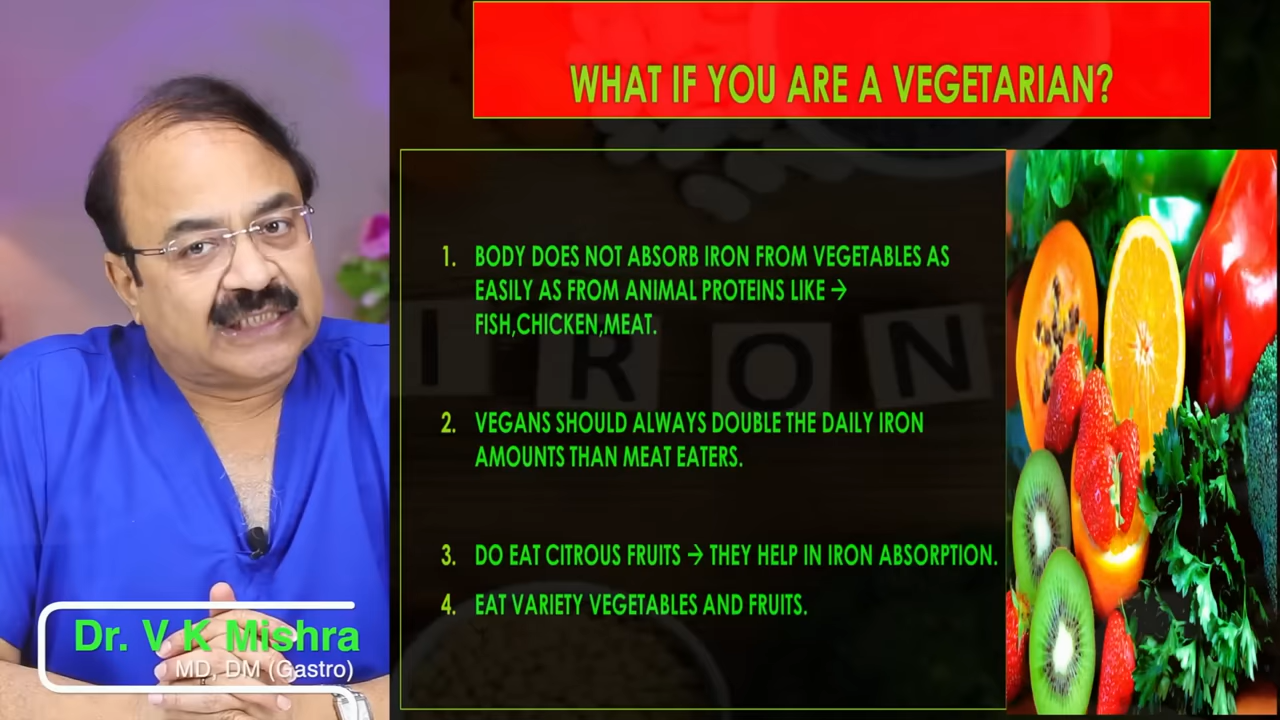 WHAT IF YOU ARE A VEGETARIAN?
1. BODY DOES NOT ABSORB IRON FROM VEGETABLES AS
EASILY AS FROM ANIMAL PROTEINS LIKE →
FISH,CHICKEN,MEAT.
IRON
2. VEGANS SHOULD ALWAYS DOUBLE THE DAILY IRON
AMOUNTS THAN MEAT EATERS.
3. DO EAT CITROUS FRUITS → THEY HELP IN IRON ABSORPTION.
4. EAT VARIETY VEGETABLES AND FRUITS.
Dr. V K Mishra
MD, DM (Gastro)